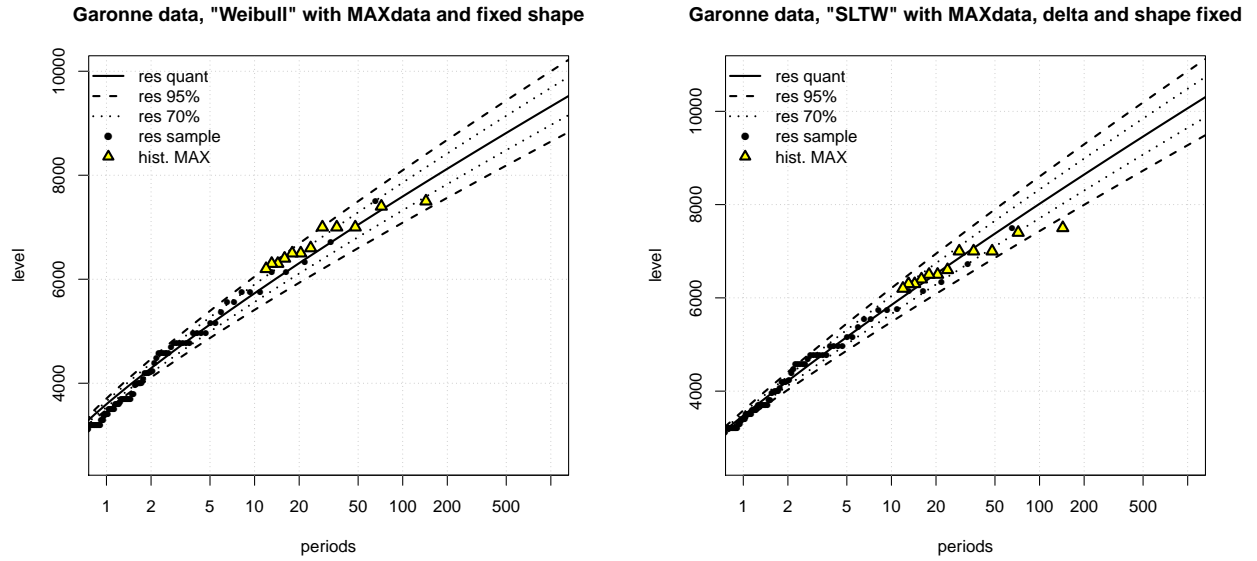 Garonne data, "Weibull" with MAXdata and fixed shape
10000
8000
6000
4000
level
res quant
res 95%
res 70%
res sample
hist. MAX
1 2 5 10 20 50 100 200 500
periods
Garonne data, "SLTW" with MAXdata, delta and shape fixed
10000
8000
6000
4000
level
res quant
res 95%
res 70%
res sample
hist. MAX
1 2 5 10 20 50 100 200 500
periods